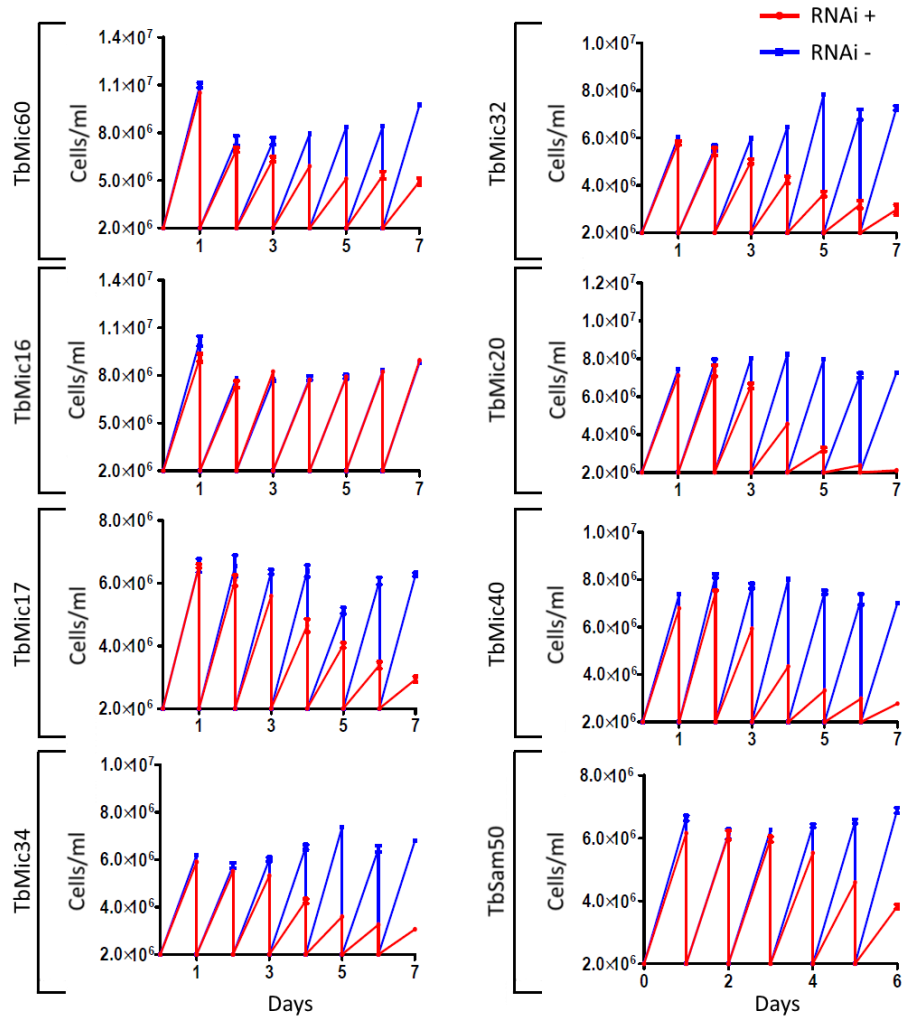 RNAi +
RNAi -
TbMic60
Cells/ml
1.4×10⁷
1.1×10⁷
8.0×10⁶
5.0×10⁶
2.0×10⁶
1 3 5 7
TbMic32
Cells/ml
1.0×10⁷
8.0×10⁶
6.0×10⁶
4.0×10⁶
2.0×10⁶
1 3 5 7
TbMic16
Cells/ml
1.4×10⁷
1.1×10⁷
8.0×10⁶
5.0×10⁶
2.0×10⁶
1 3 5 7
TbMic20
Cells/ml
1.2×10⁷
1.0×10⁷
8.0×10⁶
6.0×10⁶
4.0×10⁶
2.0×10⁶
1 3 5 7
TbMic17
Cells/ml
8.0×10⁶
6.0×10⁶
4.0×10⁶
2.0×10⁶
1 3 5 7
TbMic40
Cells/ml
1.0×10⁷
8.0×10⁶
6.0×10⁶
4.0×10⁶
2.0×10⁶
1 3 5 7
TbMic34
Cells/ml
1.0×10⁷
8.0×10⁶
6.0×10⁶
4.0×10⁶
2.0×10⁶
1 3 5 7
Days
TbSam50
Cells/ml
8.0×10⁶
6.0×10⁶
4.0×10⁶
2.0×10⁶
0 2 4 6
Days